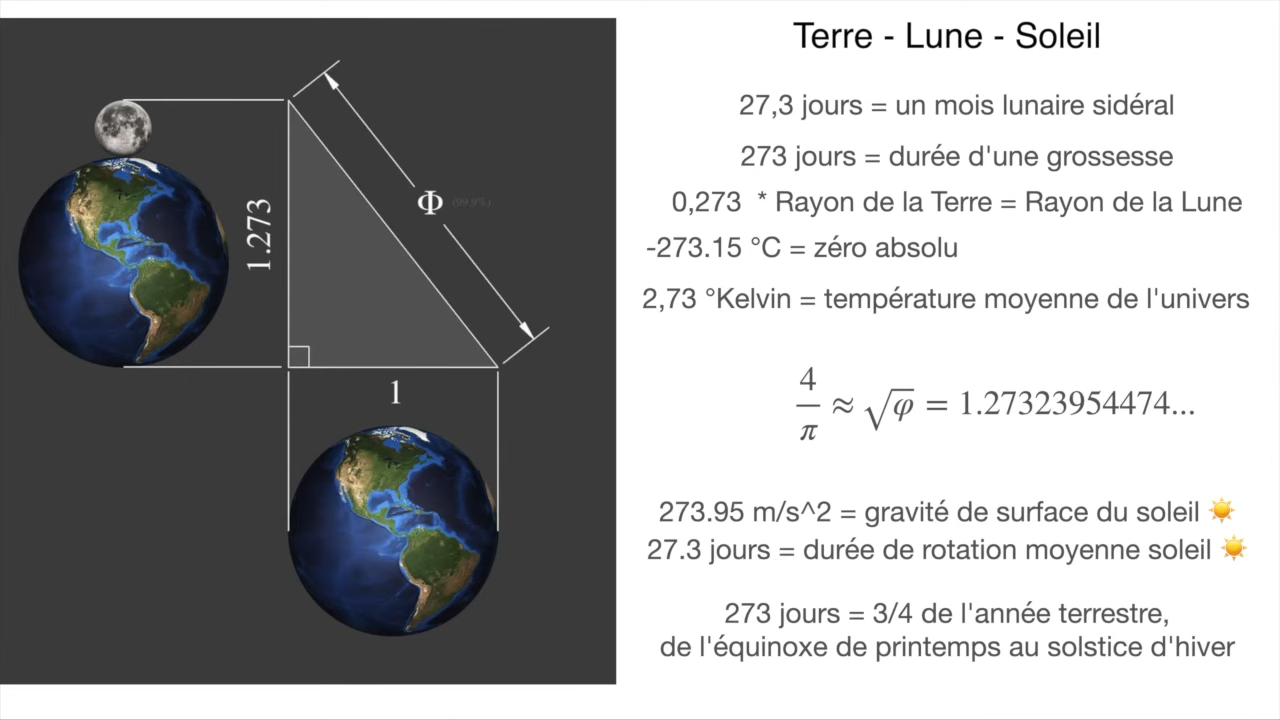 Terre - Lune - Soleil
27,3 jours = un mois lunaire sidéral
273 jours = durée d'une grossesse
0,273 * Rayon de la Terre = Rayon de la Lune
-273.15 °C = zéro absolu
2,73 °Kelvin = température moyenne de l'univers
4/π ≈ √φ = 1.27323954474...
273.95 m/s^2 = gravité de surface du soleil ☀️
27.3 jours = durée de rotation moyenne soleil ☀️
273 jours = 3/4 de l'année terrestre,
de l'équinoxe de printemps au solstice d'hiver
1.273
Φ (99.9%)
1